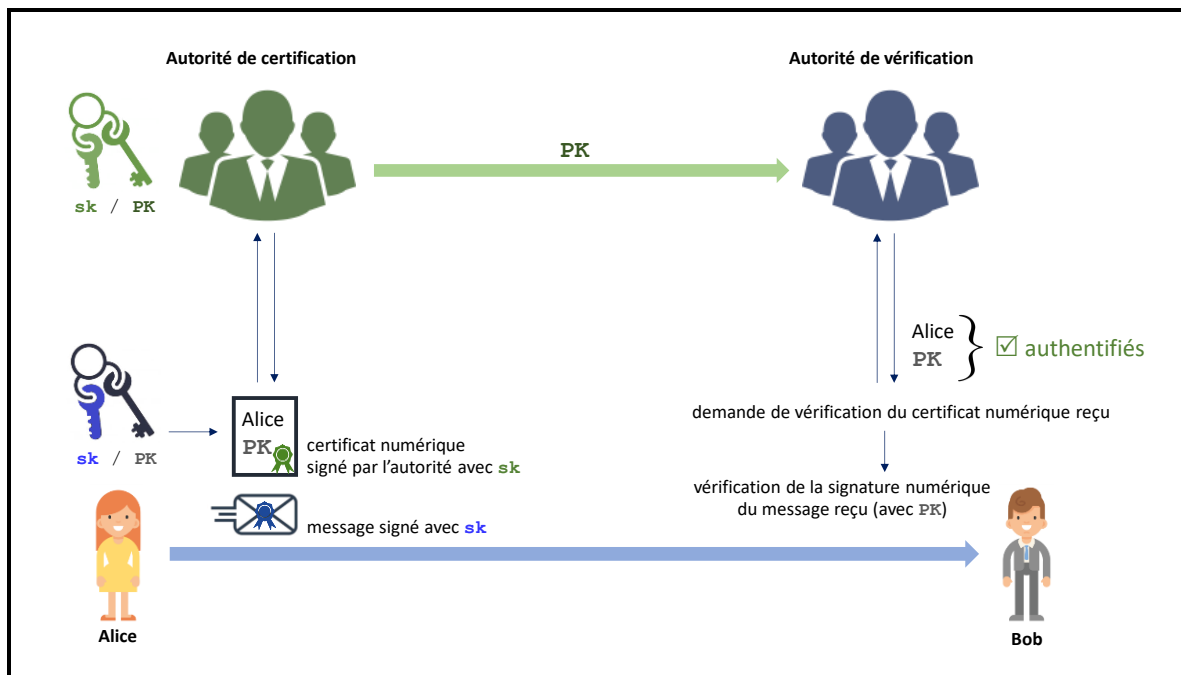 Autorité de certification
Autorité de vérification
PK
sk / PK
Alice
PK
authentifiés
Alice
PK
certificat numérique
signé par l'autorité avec sk
sk / PK
demande de vérification du certificat numérique reçu
vérification de la signature numérique
du message reçu (avec PK)
message signé avec sk
Alice
Bob